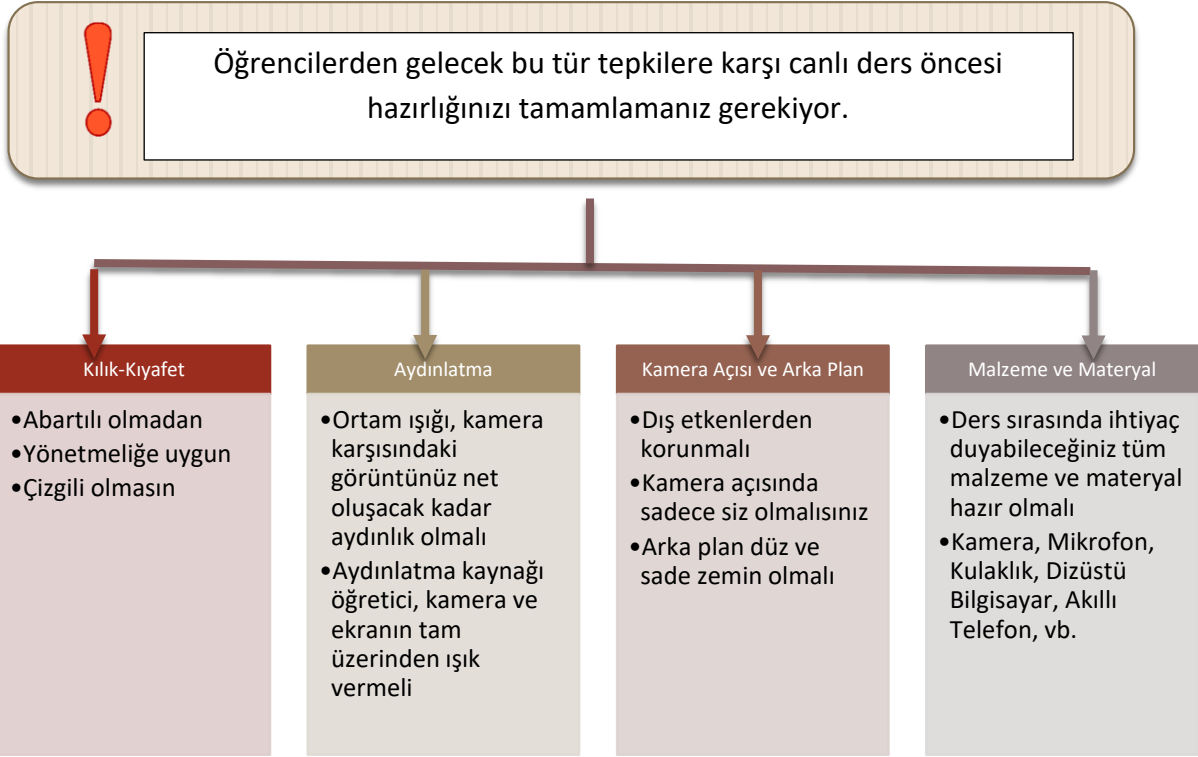 Öğrencilerden gelecek bu tür tepkilere karşı canlı ders öncesi
hazırlığınızı tamamlamanız gerekiyor.
Kılık-Kıyafet
•Abartılı olmadan
•Yönetmeliğe uygun
•Çizgili olmasın
Aydınlatma
•Ortam ışığı, kamera
karşısındaki
görüntünüz net
oluşacak kadar
aydınlık olmalı
•Aydınlatma kaynağı
öğretici, kamera ve
ekranın tam
üzerinden ışık
vermeli
Kamera Açısı ve Arka Plan
•Dış etkenlerden
korunmalı
•Kamera açısında
sadece siz olmalısınız
•Arka plan düz ve
sade zemin olmalı
Malzeme ve Materyal
•Ders sırasında ihtiyaç
duyabileceğiniz tüm
malzeme ve materyal
hazır olmalı
•Kamera, Mikrofon,
Kulaklık, Dizüstü
Bilgisayar, Akıllı
Telefon, vb.